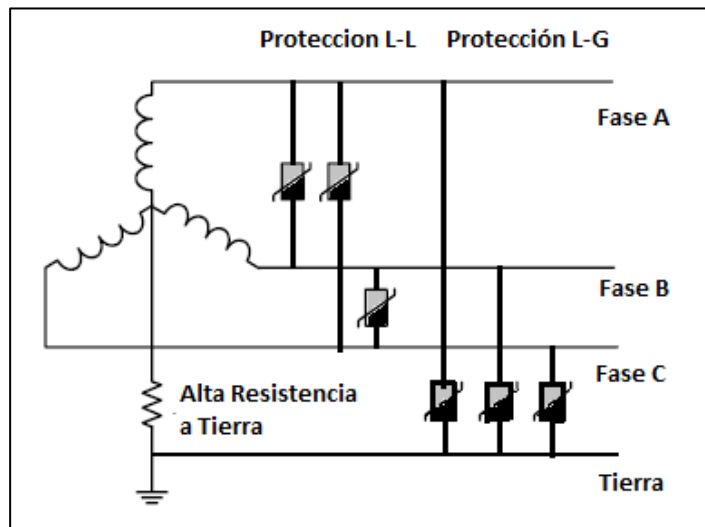 Proteccion L-L
Protección L-G
Fase A
Fase B
Fase C
Alta Resistencia
a Tierra
Tierra